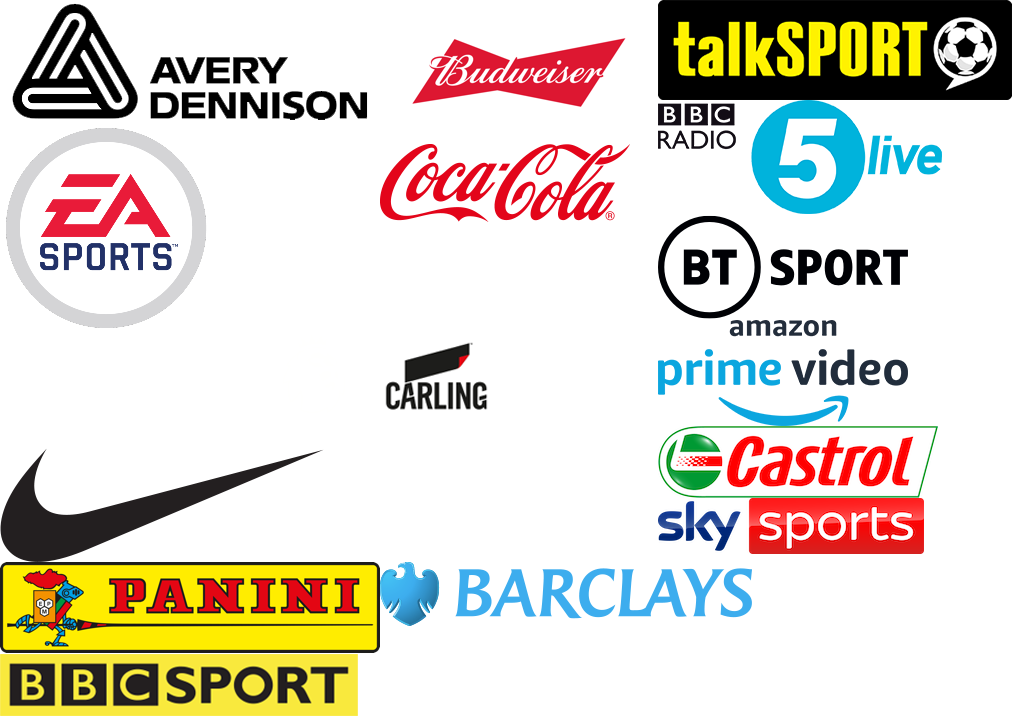 AVERY
DENNISON
Budweiser
talkSPORT
BBC
RADIO
5 live
EA
SPORTS™
Coca-Cola®
BT SPORT
amazon
prime video
CARLING
Castrol
sky sports
PANINI
BARCLAYS
BBC SPORT